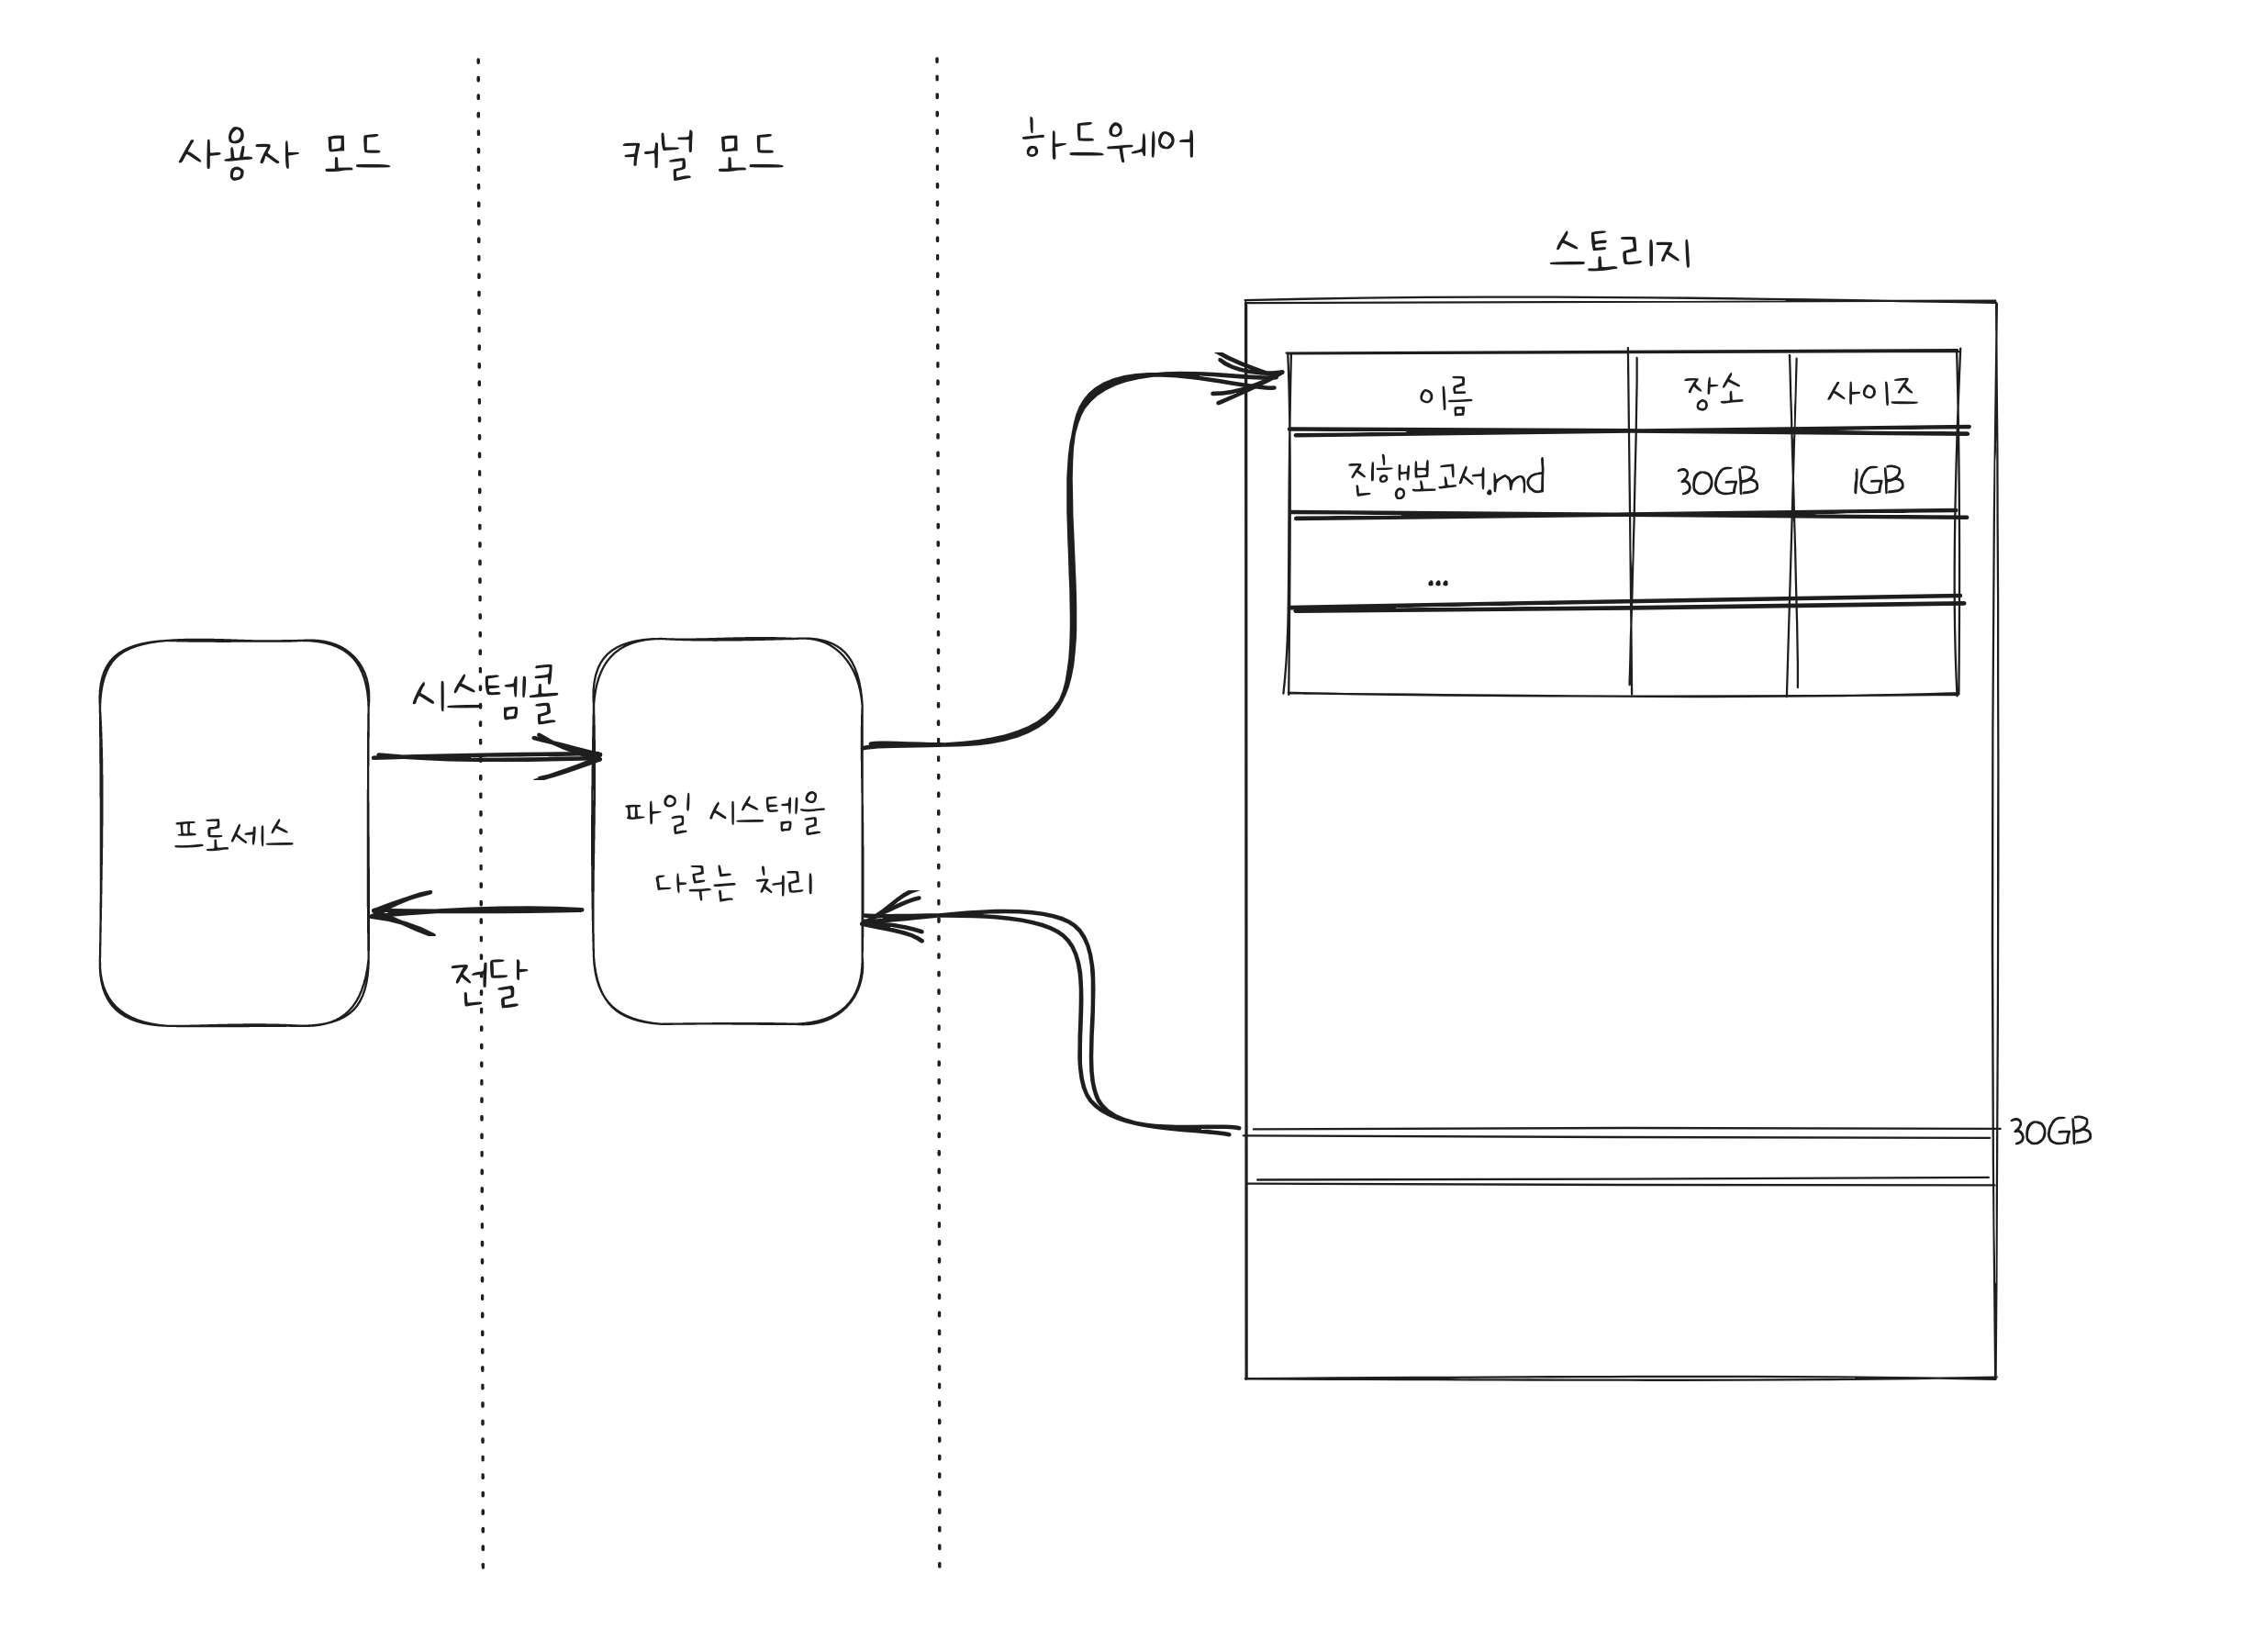 사용자 모드
커널 모드
하드웨어
스토리지
이름 장소 사이즈
진행보고서.md 30GB 1GB
...
시스템콜
프로세스
파일 시스템을
다루는 처리
전달
30GB